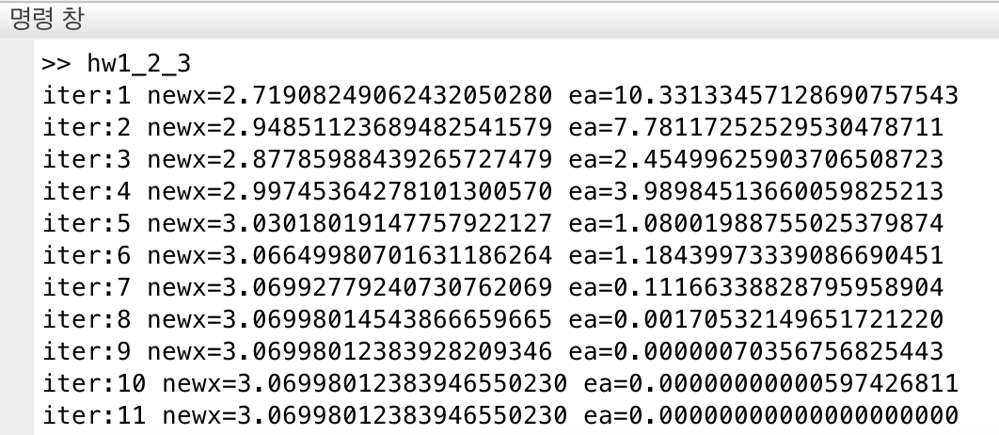 명령 창
>> hw1_2_3
iter:1 newx=2.71908249062432050280 ea=10.33133457128690757543
iter:2 newx=2.94851123689482541579 ea=7.78117252529530478711
iter:3 newx=2.87785988439265727479 ea=2.45499625903706508723
iter:4 newx=2.99745364278101300570 ea=3.98984513660059825213
iter:5 newx=3.03018019147757922127 ea=1.08001988755025379874
iter:6 newx=3.06649980701631186264 ea=1.18439973339086690451
iter:7 newx=3.06992779240730762069 ea=0.11166338828795958904
iter:8 newx=3.06998014543866659665 ea=0.00170532149651721220
iter:9 newx=3.06998012383928209346 ea=0.00000070356756825443
iter:10 newx=3.06998012383946550230 ea=0.00000000000597426811
iter:11 newx=3.06998012383946550230 ea=0.00000000000000000000